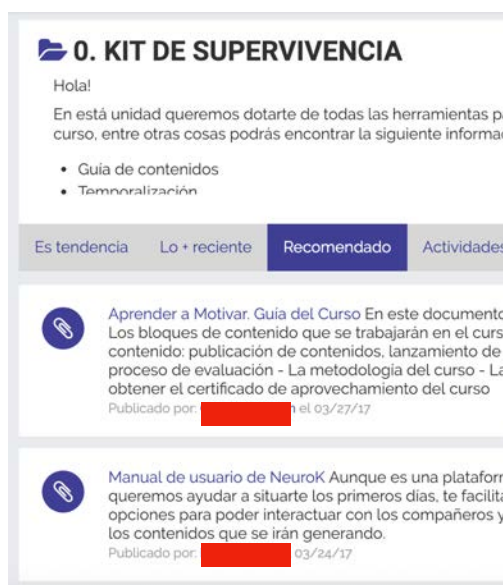 0. KIT DE SUPERVIVENCIA
Hola!
En está unidad queremos dotarte de todas las herramientas
curso, entre otras cosas podrás encontrar la siguiente
Guía de contenidos
Temporalización
Es tendencia Lo + reciente Recomendado Actividades
Aprender a Motivar. Guía del Curso En este documento
Los bloques de contenido que se trabajarán en el
contenido: publicación de contenidos, lanzamiento de
proceso de evaluación - La metodología del curso -
obtener el certificado de aprovechamiento del curso
Publicado por: el 03/27/17
Manual de usuario de NeuroK Aunque es una
queremos ayudar a situarte los primeros días, te
opciones para poder interactuar con los compañeros y
los contenidos que se irán generando.
Publicado por: 03/24/17